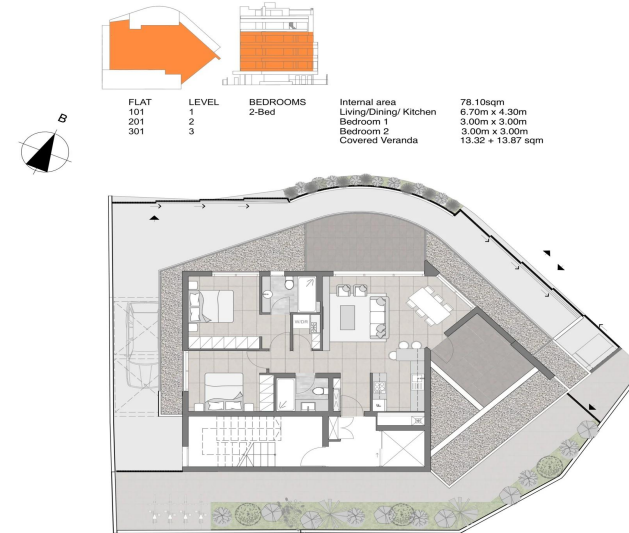 FLAT LEVEL BEDROOMS Internal area 78.10sqm
101 1 2-Bed Living/Dining/ Kitchen 6.70m x 4.30m
201 2 Bedroom 1 3.00m x 3.00m
301 3 Bedroom 2 3.00m x 3.00m
Covered Veranda 13.32 + 13.87 sqm
B